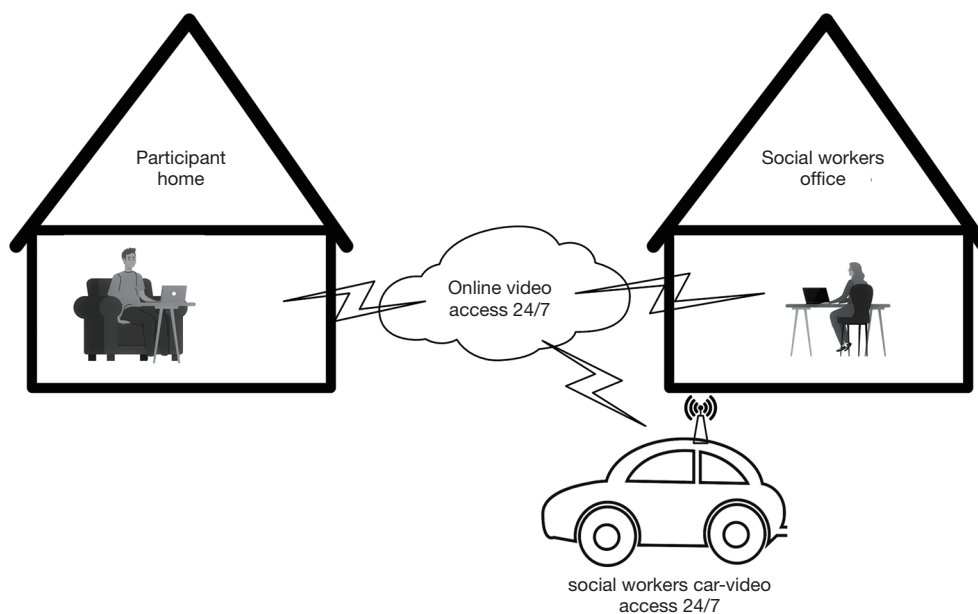 Participant
home
Social workers
office
Online video
access 24/7
social workers car-video
access 24/7